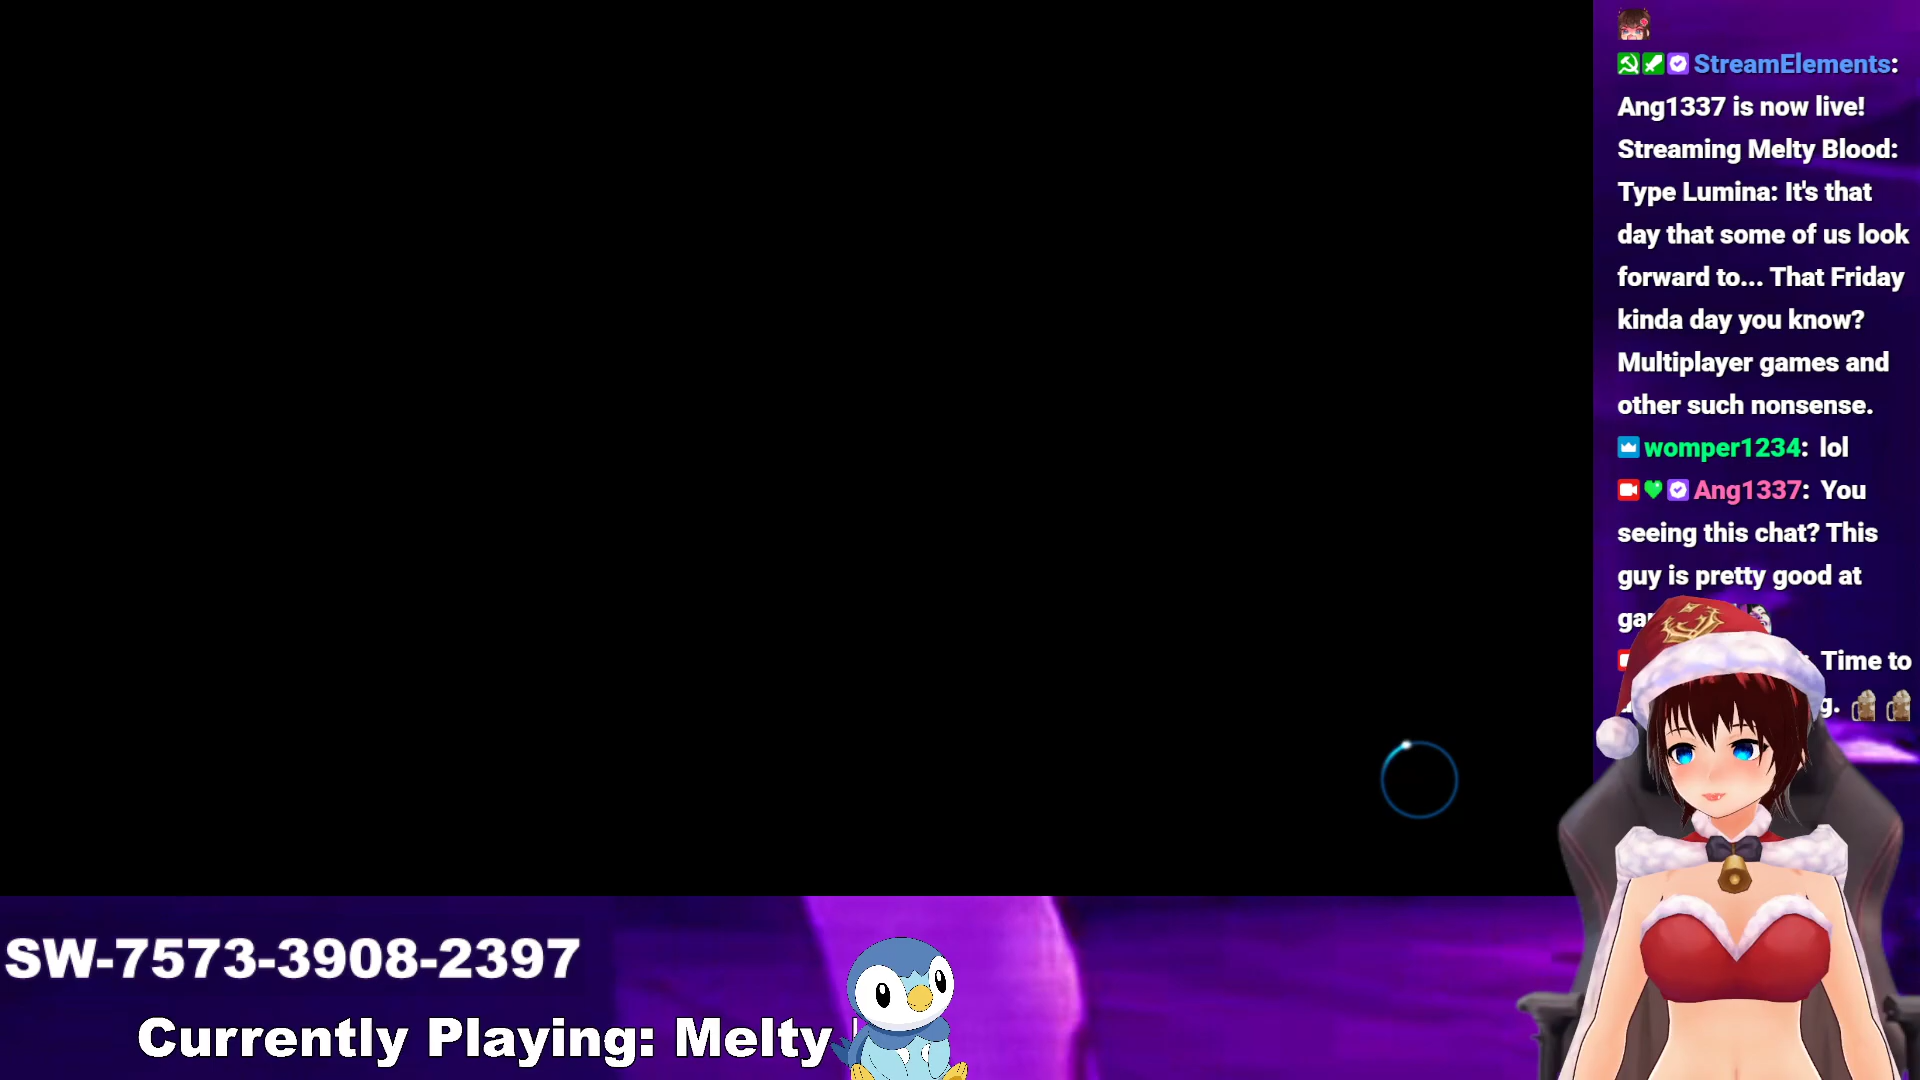 StreamElements:
Ang1337 is now live!
Streaming Melty Blood:
Type Lumina: It's that
day that some of us look
forward to... That Friday
kinda day you know?
Multiplayer games and
other such nonsense.
womper1234: lol
Ang1337: You
seeing this chat? This
guy is pretty good at
Time to
SW-7573-3908-2397
Currently Playing: Melty